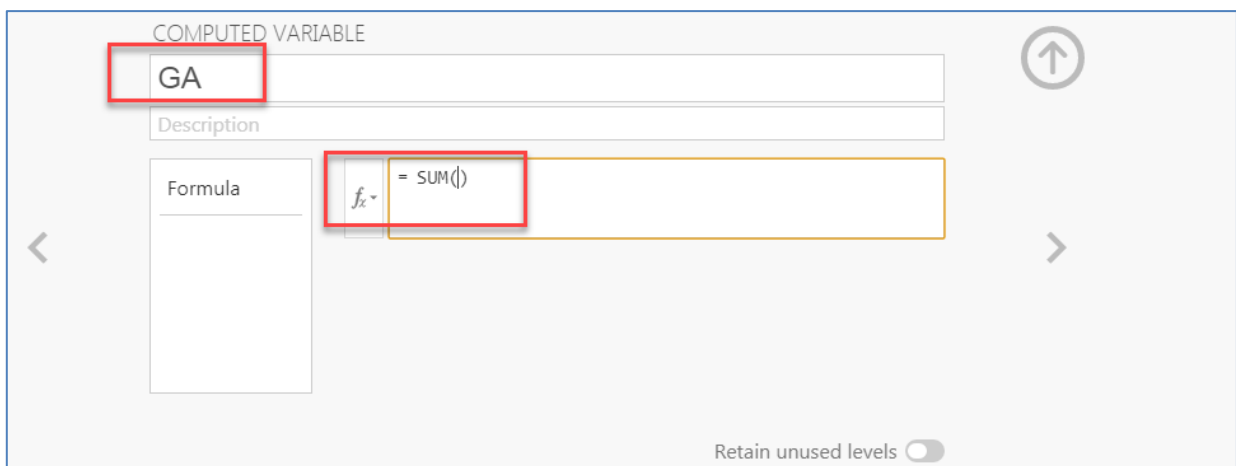 COMPUTED VARIABLE
GA
Description
Formula
fx
= SUM()
Retain unused levels